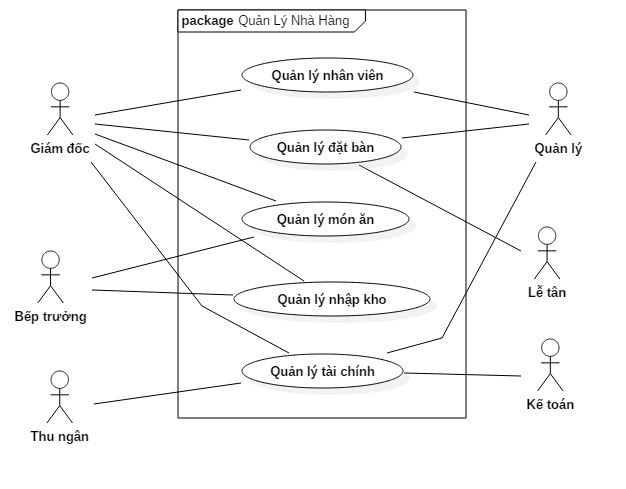 package Quản Lý Nhà Hàng
Quản lý nhân viên
Giám đốc
Quản lý đặt bàn
Quản lý
Quản lý món ăn
Lễ tân
Bếp trưởng
Quản lý nhập kho
Quản lý tài chính
Kế toán
Thu ngân